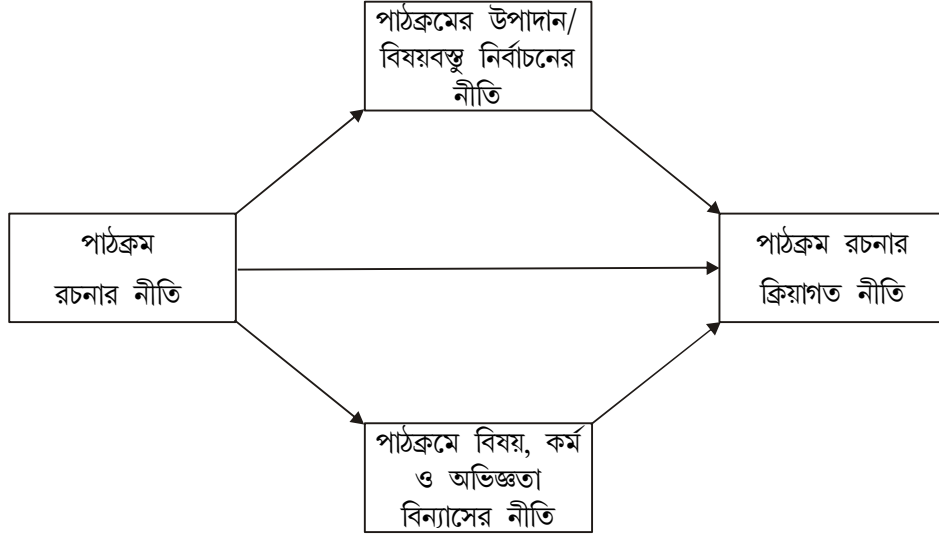 পাঠক্রমের উপাদান/
বিষয়বস্তু নির্বাচনের
নীতি
পাঠক্রম
রচনার নীতি
পাঠক্রম রচনার
ক্রিয়াগত নীতি
পাঠক্রমে বিষয়, কর্ম
ও অভিজ্ঞতা
বিন্যাসের নীতি